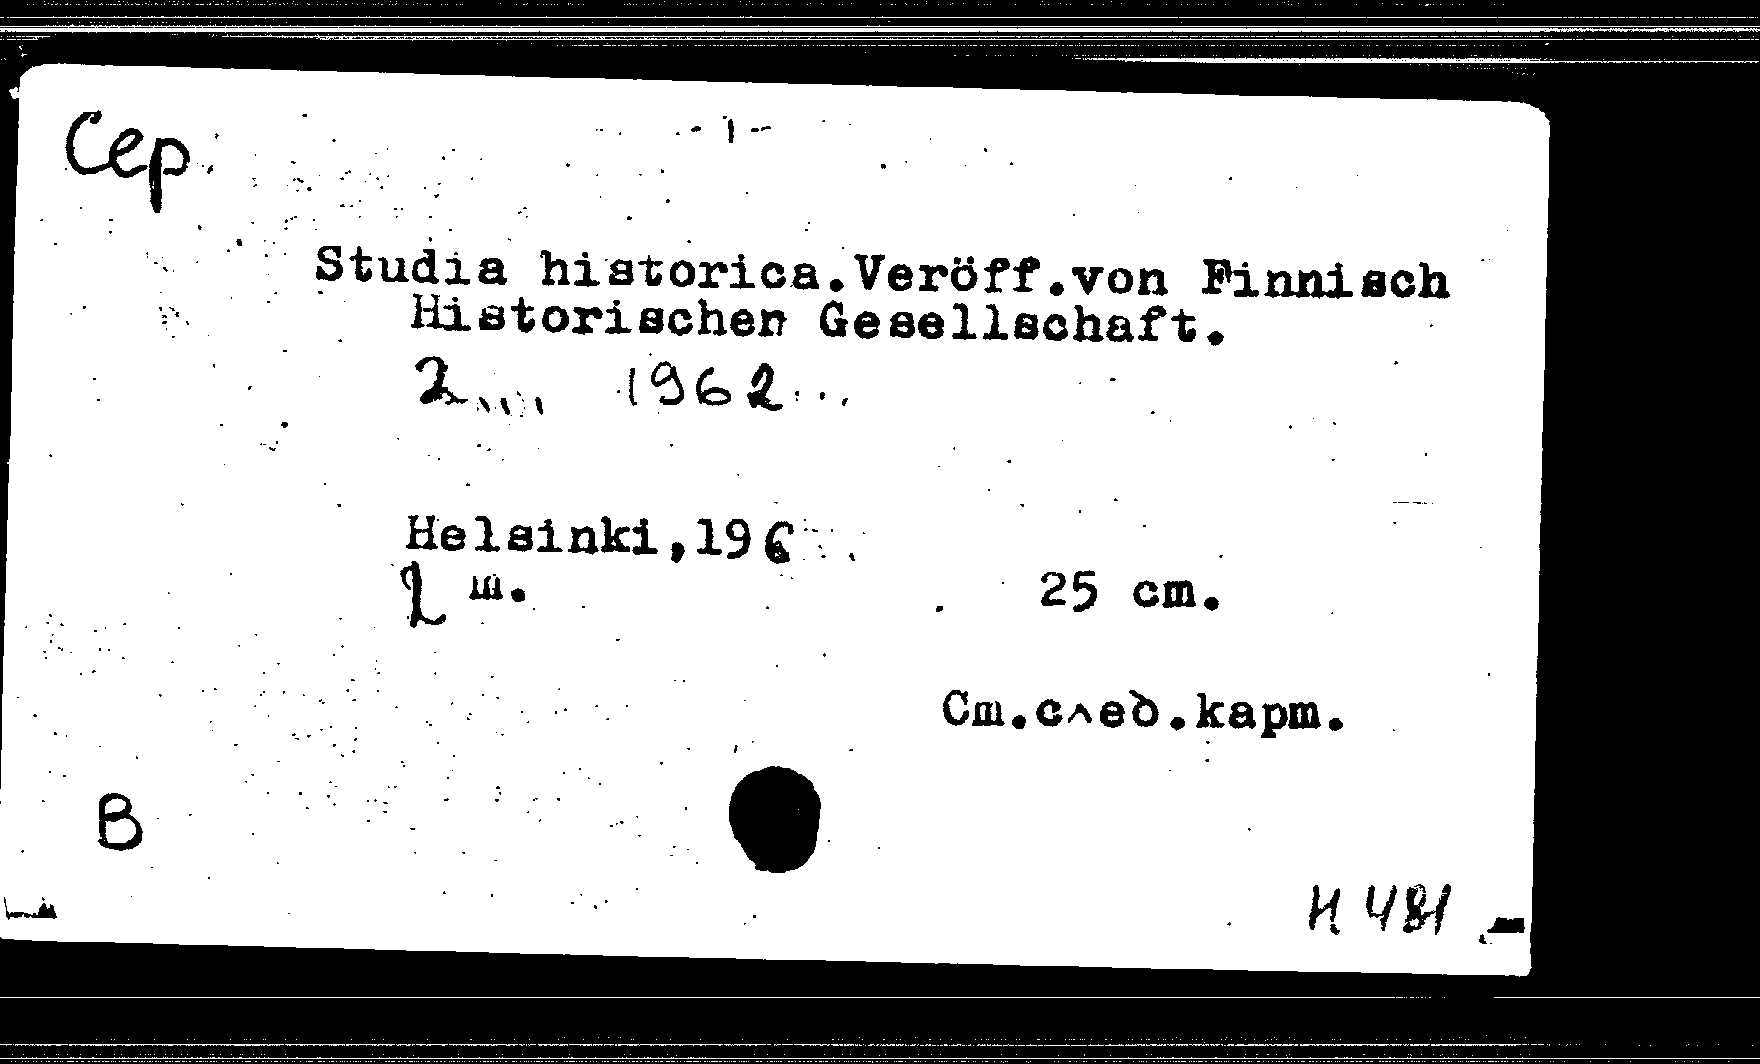 Сер.
- 1 -
Studia historica.Veröff.von Finnisch
Historischen Gesellschaft.
2.... 1962...
Helsinki,196
2 т. 25 cm.
Ст.след.карт.
В
Н 481